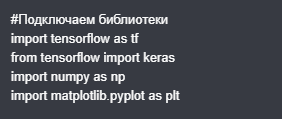 #Подключаем библиотеки
import tensorflow as tf
from tensorflow import keras
import numpy as np
import matplotlib.pyplot as plt